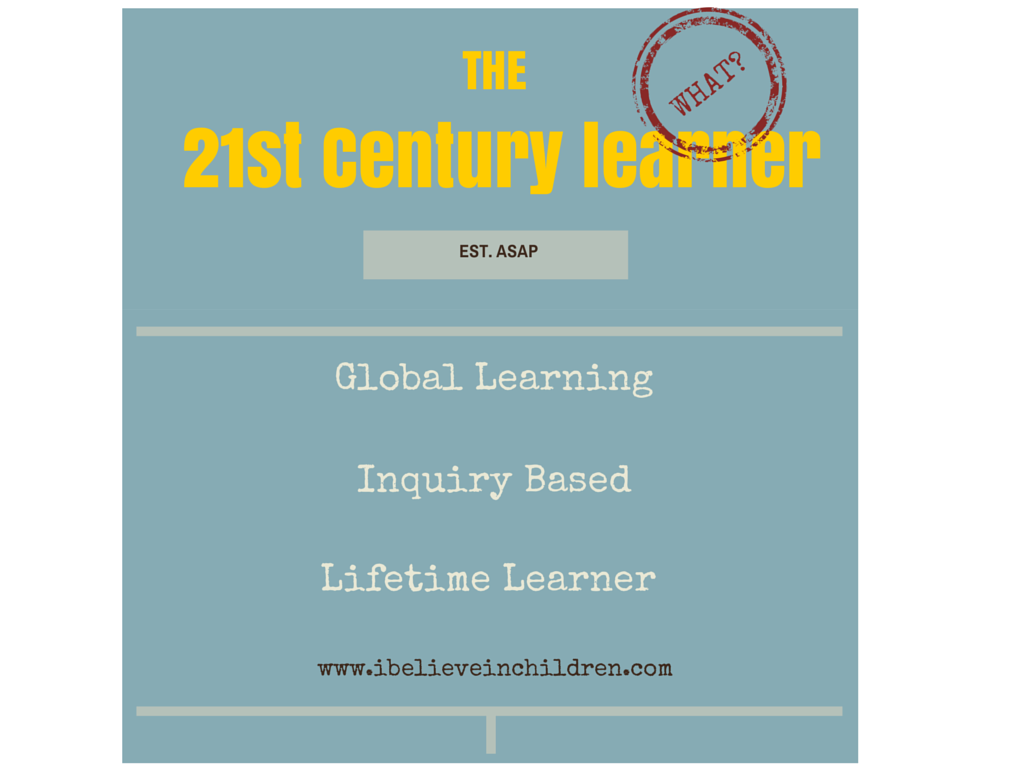 THE
WHAT?
21st Century learner
EST. ASAP
Global Learning
Inquiry Based
Lifetime Learner
www.ibelieveinchildren.com